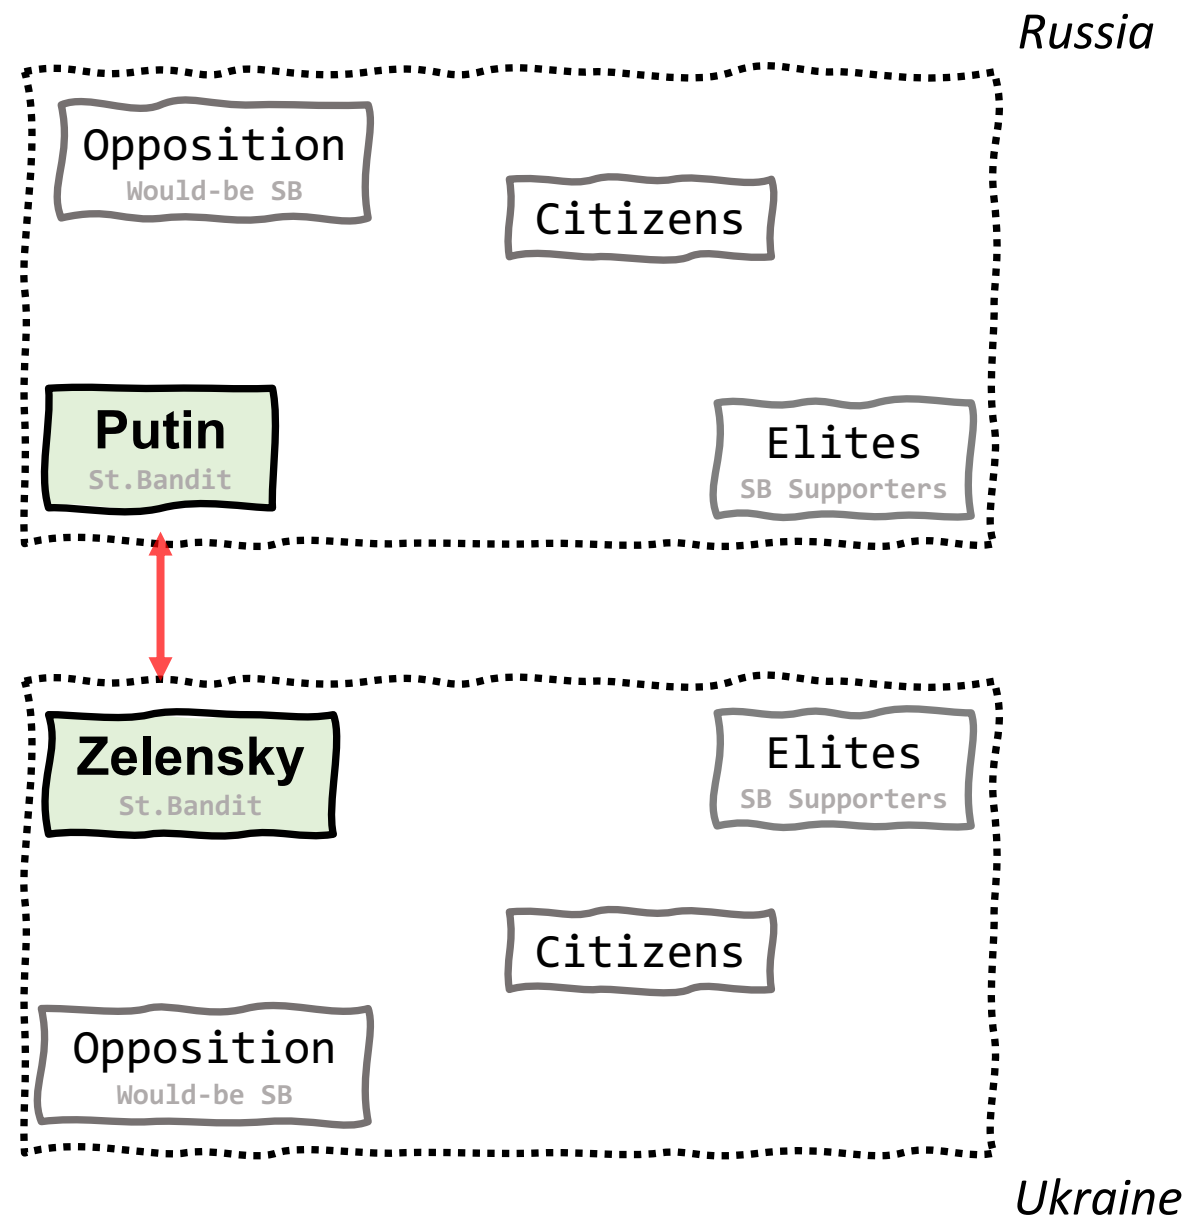 Russia
Opposition
Would-be SB
Citizens
Putin
St.Bandit
Elites
SB Supporters
Zelensky
St.Bandit
Elites
SB Supporters
Citizens
Opposition
Would-be SB
Ukraine